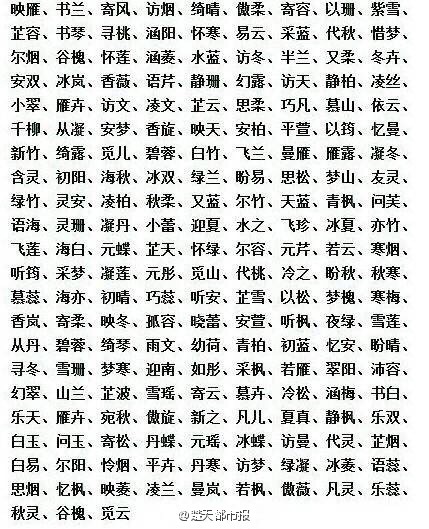 映雁、书兰、寄风、访烟、绮晴、傲柔、寄容、以珊、紫雪、
芷容、书琴、寻桃、涵阳、怀寒、易云、采蓝、代秋、惜梦、
尔烟、谷槐、怀莲、涵菱、水蓝、访冬、半兰、又柔、冬卉、
安双、冰岚、香薇、语芹、静珊、幻露、访天、静柏、凌丝、
小翠、雁卉、访文、凌文、芷云、思柔、巧凡、慕山、依云、
千柳、从凝、安梦、香旋、映天、安柏、平萱、以筠、忆曼、
新竹、绮露、觅儿、碧蓉、白竹、飞兰、曼雁、雁露、凝冬、
含灵、初阳、海秋、冰双、绿兰、盼易、思松、梦山、友灵、
绿竹、灵安、凌柏、秋柔、又蓝、尔竹、天蓝、青枫、问芙、
语海、灵珊、凝丹、小蕾、迎夏、水之、飞珍、冰夏、亦竹、
飞莲、海白、元蝶、芷天、怀绿、尔容、元芹、若云、寒烟、
听筠、采梦、凝莲、元彤、觅山、代桃、冷之、盼秋、秋寒、
慕蕊、海亦、初晴、巧蕊、听安、芷雪、以松、梦槐、寒梅、
香岚、寄柔、映冬、孤容、晓蕾、安萱、听枫、夜绿、雪莲、
从丹、碧蓉、绮琴、雨文、幼荷、青柏、初蓝、忆安、盼晴、
寻冬、雪珊、梦寒、迎南、如彤、采枫、若雁、翠阳、沛容、
幻翠、山兰、芷波、雪瑶、寄云、慕卉、冷松、涵梅、书白、
乐天、雁卉、宛秋、傲旋、新之、凡儿、夏真、静枫、乐双、
白玉、问玉、寄松、丹蝶、元瑶、冰蝶、访曼、代灵、芷烟、
白易、尔阳、怜烟、平卉、丹寒、访梦、绿凝、冰菱、语蕊、
思烟、忆枫、映菱、凌兰、曼岚、若枫、傲薇、凡灵、乐蕊、
秋灵、谷槐、觅云
@楚天都市报